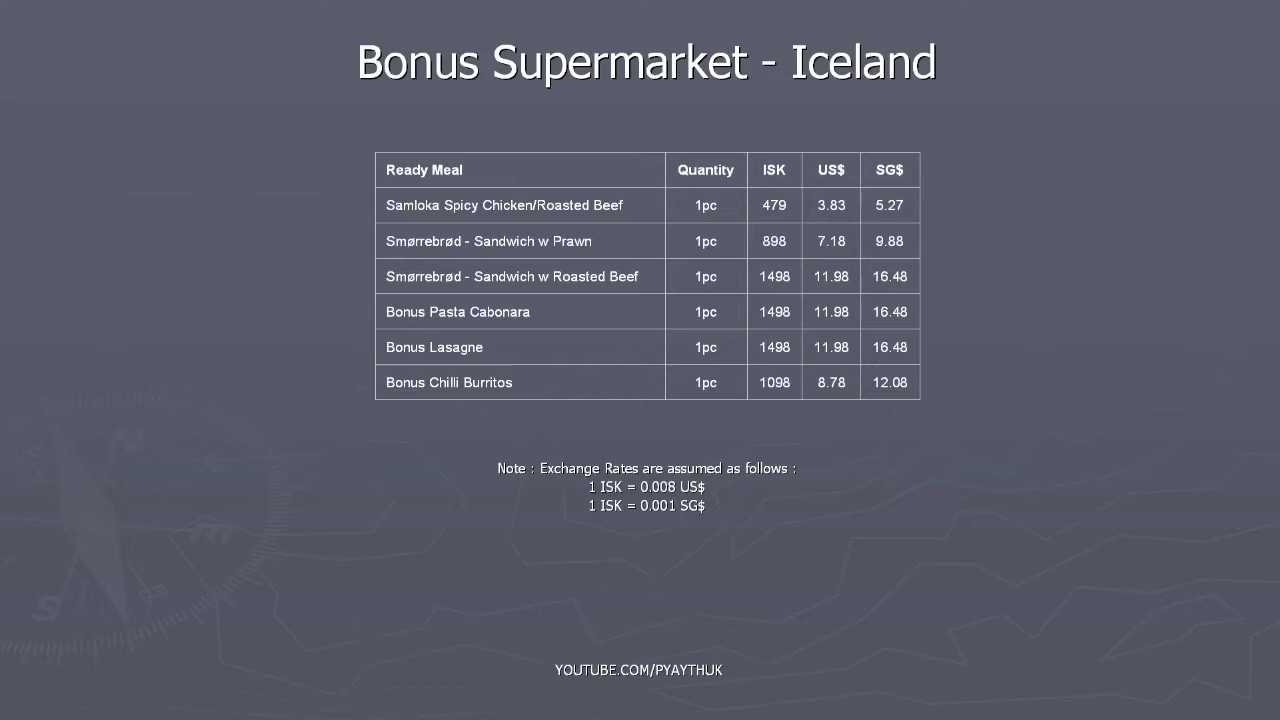 Bonus Supermarket - Iceland
Ready Meal Quantity ISK US$ SG$
Samloka Spicy Chicken/Roasted Beef 1pc 479 3.83 5.27
Smørrebrød - Sandwich w Prawn 1pc 898 7.18 9.88
Smørrebrød - Sandwich w Roasted Beef 1pc 1498 11.98 16.48
Bonus Pasta Cabonara 1pc 1498 11.98 16.48
Bonus Lasagne 1pc 1498 11.98 16.48
Bonus Chilli Burritos 1pc 1098 8.78 12.08
Note : Exchange Rates are assumed as follows :
1 ISK = 0.008 US$
1 ISK = 0.001 SG$
N
S
YOUTUBE.COM/PYAYTHUK